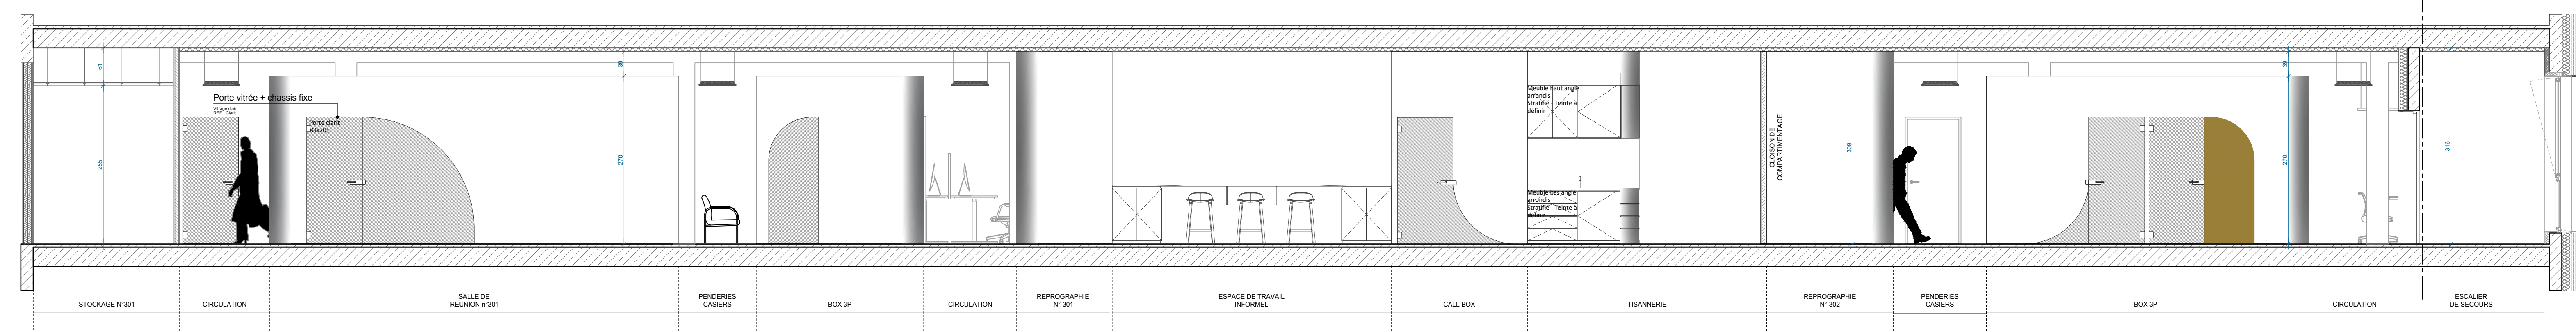 61
255
Porte vitrée + chassis fixe
Vitrage clair
REF : Clarit
Porte clarit
83x205
39
270
Meuble haut angle
arrondis
Stratifié - Teinte à
définir
Meuble bas angle
arrondis
Stratifié - Teinte à
définir
CLOISON DE
COMPARTIMENTAGE
309
39
270
316
STOCKAGE N°301
CIRCULATION
SALLE DE
REUNION n°301
PENDERIES
CASIERS
BOX 3P
CIRCULATION
REPROGRAPHIE
N° 301
ESPACE DE TRAVAIL
INFORMEL
CALL BOX
TISANNERIE
REPROGRAPHIE
N° 302
PENDERIES
CASIERS
BOX 3P
CIRCULATION
ESCALIER
DE SECOURS